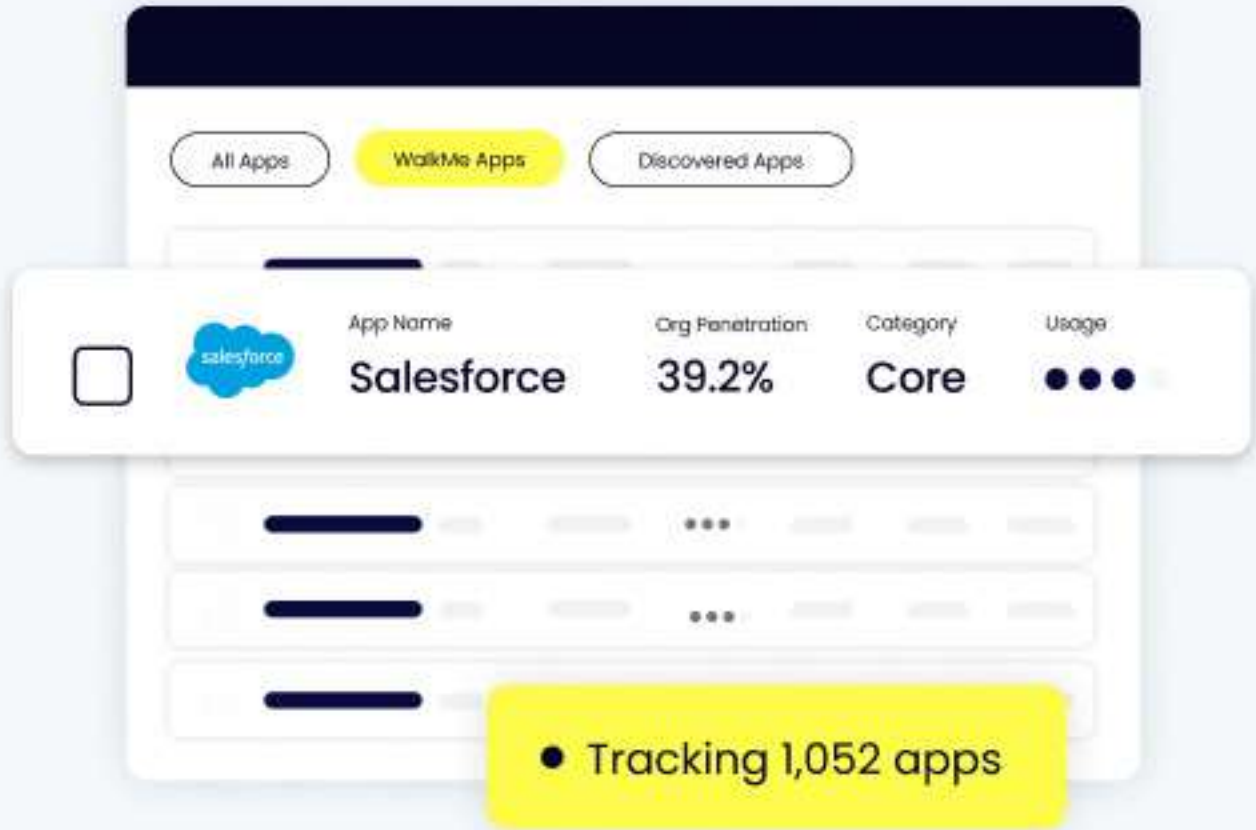 All Apps
WalkMe Apps
Discovered Apps
salesforce
App Name
Org Penetration
Category
Usage
Salesforce
39.2%
Core
Tracking 1,052 apps